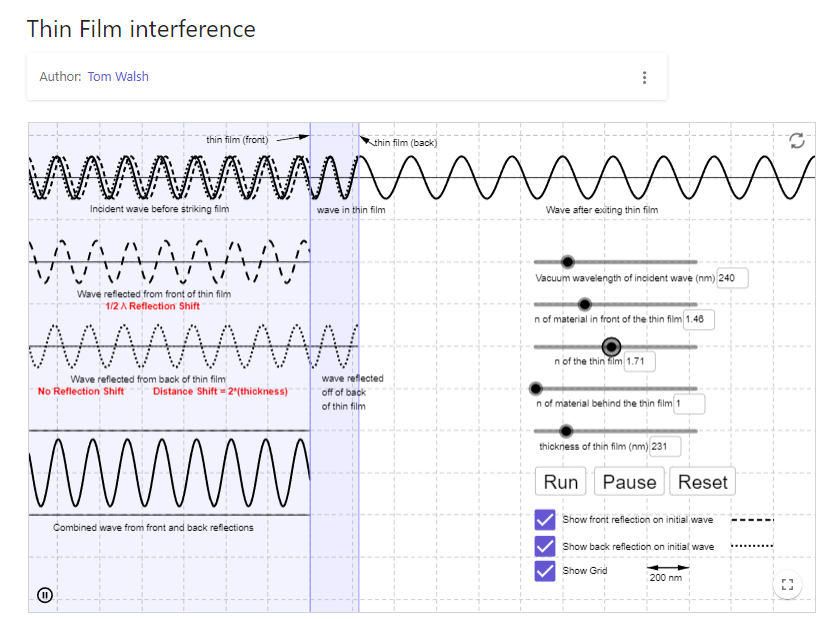 Thin Film interference
Author: Tom Walsh
thin film (front)
thin film (back)
Incident wave before striking film
wave in thin film
Wave after exiting thin film
Wave reflected from front of thin film
1/2 λ Reflection Shift
Vacuum wavelength of incident wave (nm) 240
n of material in front of the thin film 1.46
n of the thin film 1.71
Wave reflected from back of thin film
No Reflection Shift Distance Shift = 2*(thickness)
wave reflected
off of back
of thin film
n of material behind the thin film 1
thickness of thin film (nm) 231
Run Pause Reset
Combined wave from front and back reflections
Show front reflection on initial wave
Show back reflection on initial wave
Show Grid
200 nm